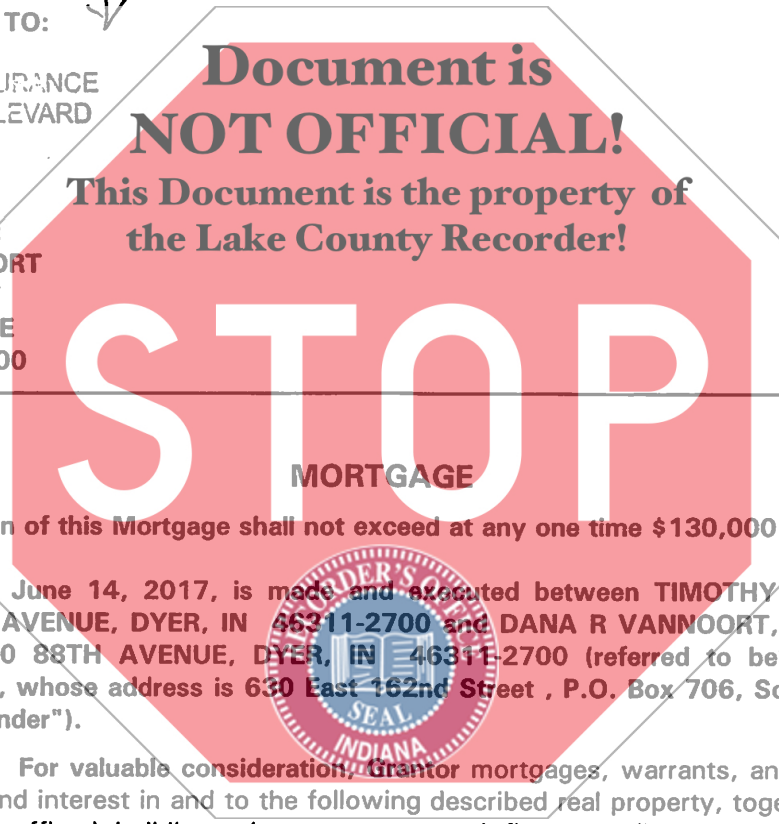 TO:
URANCE
LEVARD
Document is
NOT OFFICIAL!
This Document is the property of
the Lake County Recorder!
ORT
E
00
STOP
MORTGAGE
n of this Mortgage shall not exceed at any one time $130,000
June 14, 2017, is made and executed between TIMOTHY
AVENUE, DYER, IN 46311-2700 and DANA R VANNOORT,
0 88TH AVENUE, DYER, IN 46311-2700 (referred to be
, whose address is 630 East 162nd Street , P.O. Box 706, So
nder").
RECORDER'S OFFICE
SEAL
INDIANA
For valuable consideration, Grantor mortgages, warrants, an
nd interest in and to the following described real property, toge